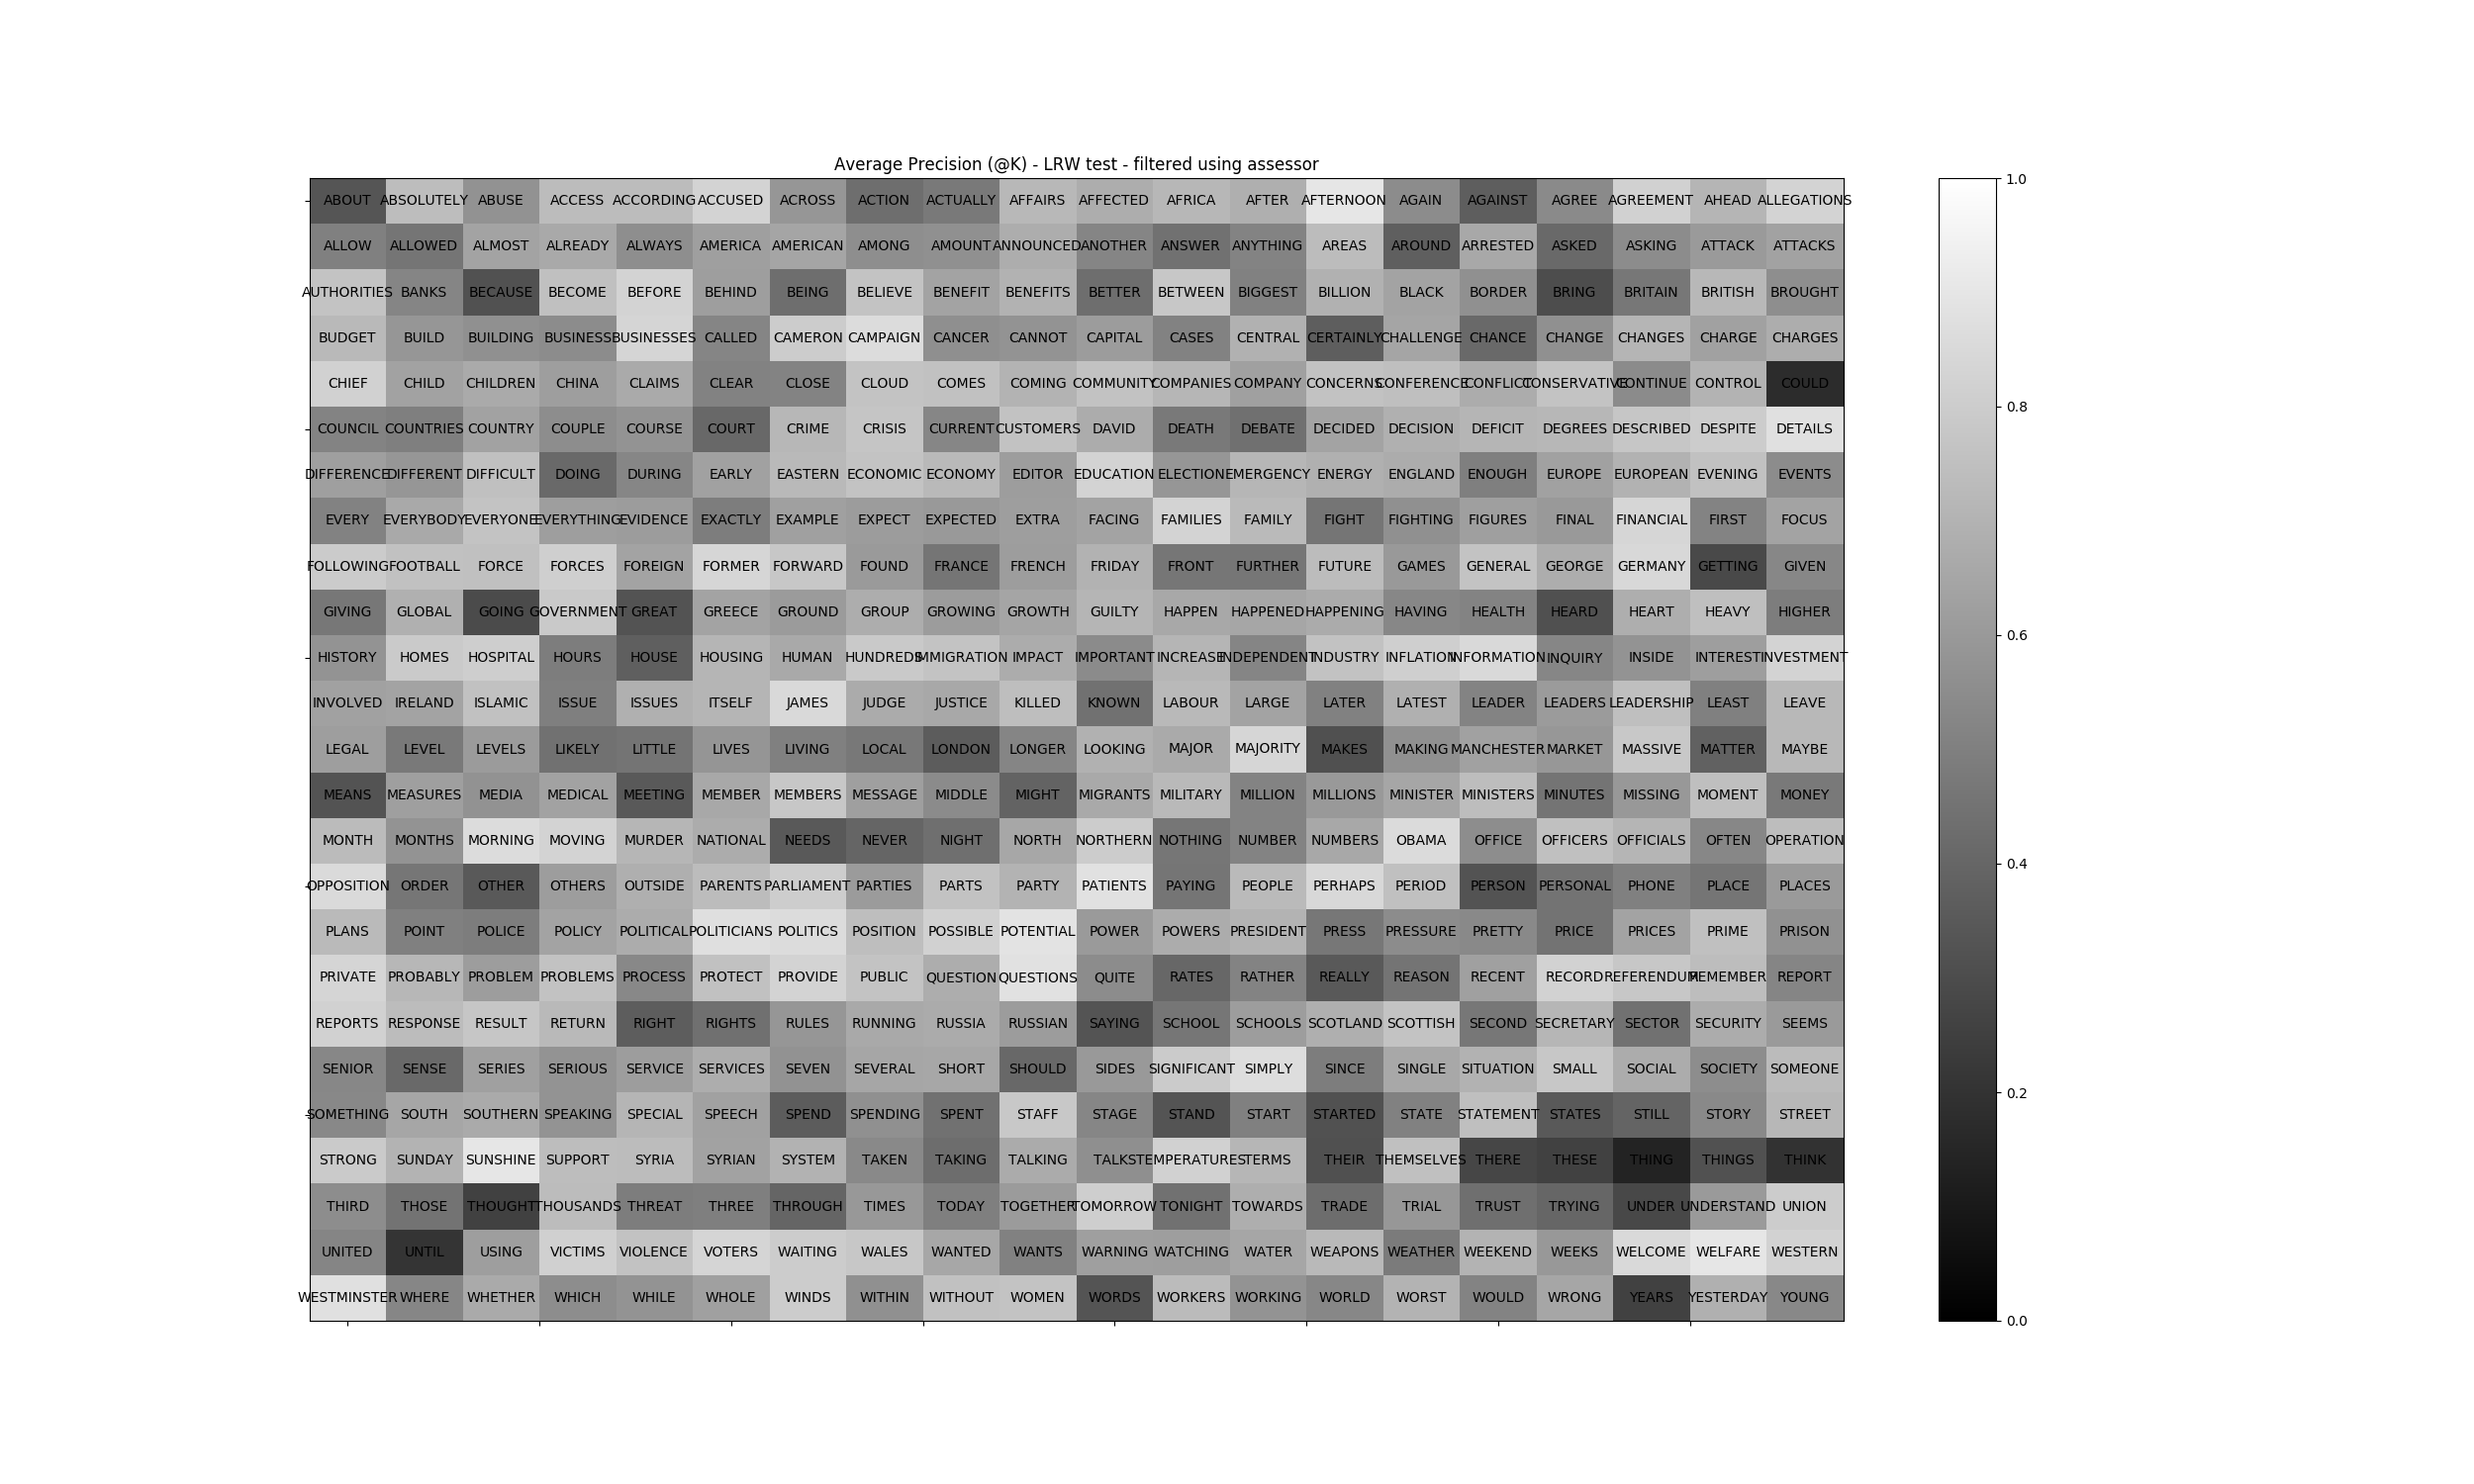 Average Precision (@K) - LRW test - filtered using assessor
ABOUT ABSOLUTELY ABUSE ACCESS ACCORDING ACCUSED ACROSS ACTION ACTUALLY AFFAIRS AFFECTED AFRICA AFTER AFTERNOON AGAIN AGAINST AGREE AGREEMENT AHEAD ALLEGATIONS
ALLOW ALLOWED ALMOST ALREADY ALWAYS AMERICA AMERICAN AMONG AMOUNT ANNOUNCED ANOTHER ANSWER ANYTHING AREAS AROUND ARRESTED ASKED ASKING ATTACK ATTACKS
AUTHORITIES BANKS BECAUSE BECOME BEFORE BEHIND BEING BELIEVE BENEFIT BENEFITS BETTER BETWEEN BIGGEST BILLION BLACK BORDER BRING BRITAIN BRITISH BROUGHT
BUDGET BUILD BUILDING BUSINESS BUSINESSES CALLED CAMERON CAMPAIGN CANCER CANNOT CAPITAL CASES CENTRAL CERTAINLY CHALLENGE CHANCE CHANGE CHANGES CHARGE CHARGES
CHIEF CHILD CHILDREN CHINA CLAIMS CLEAR CLOSE CLOUD COMES COMING COMMUNITY COMPANIES COMPANY CONCERNS CONFERENCE CONFLICT CONSERVATIVE CONTINUE CONTROL COULD
COUNCIL COUNTRIES COUNTRY COUPLE COURSE COURT CRIME CRISIS CURRENT CUSTOMERS DAVID DEATH DEBATE DECIDED DECISION DEFICIT DEGREES DESCRIBED DESPITE DETAILS
DIFFERENCE DIFFERENT DIFFICULT DOING DURING EARLY EASTERN ECONOMIC ECONOMY EDITOR EDUCATION ELECTION EMERGENCY ENERGY ENGLAND ENOUGH EUROPE EUROPEAN EVENING EVENTS
EVERY EVERYBODY EVERYONE EVERYTHING EVIDENCE EXACTLY EXAMPLE EXPECT EXPECTED EXTRA FACING FAMILIES FAMILY FIGHT FIGHTING FIGURES FINAL FINANCIAL FIRST FOCUS
FOLLOWING FOOTBALL FORCE FORCES FOREIGN FORMER FORWARD FOUND FRANCE FRENCH FRIDAY FRONT FURTHER FUTURE GAMES GENERAL GEORGE GERMANY GETTING GIVEN
GIVING GLOBAL GOING GOVERNMENT GREAT GREECE GROUND GROUP GROWING GROWTH GUILTY HAPPEN HAPPENED HAPPENING HAVING HEALTH HEARD HEART HEAVY HIGHER
HISTORY HOMES HOSPITAL HOURS HOUSE HOUSING HUMAN HUNDREDS IMMIGRATION IMPACT IMPORTANT INCREASE INDEPENDENT INDUSTRY INFLATION INFORMATION INQUIRY INSIDE INTEREST INVESTMENT
INVOLVED IRELAND ISLAMIC ISSUE ISSUES ITSELF JAMES JUDGE JUSTICE KILLED KNOWN LABOUR LARGE LATER LATEST LEADER LEADERS LEADERSHIP LEAST LEAVE
LEGAL LEVEL LEVELS LIKELY LITTLE LIVES LIVING LOCAL LONDON LONGER LOOKING MAJOR MAJORITY MAKES MAKING MANCHESTER MARKET MASSIVE MATTER MAYBE
MEANS MEASURES MEDIA MEDICAL MEETING MEMBER MEMBERS MESSAGE MIDDLE MIGHT MIGRANTS MILITARY MILLION MILLIONS MINISTER MINISTERS MINUTES MISSING MOMENT MONEY
MONTH MONTHS MORNING MOVING MURDER NATIONAL NEEDS NEVER NIGHT NORTH NORTHERN NOTHING NUMBER NUMBERS OBAMA OFFICE OFFICERS OFFICIALS OFTEN OPERATION
OPPOSITION ORDER OTHER OTHERS OUTSIDE PARENTS PARLIAMENT PARTIES PARTS PARTY PATIENTS PAYING PEOPLE PERHAPS PERIOD PERSON PERSONAL PHONE PLACE PLACES
PLANS POINT POLICE POLICY POLITICAL POLITICIANS POLITICS POSITION POSSIBLE POTENTIAL POWER POWERS PRESIDENT PRESS PRESSURE PRETTY PRICE PRICES PRIME PRISON
PRIVATE PROBABLY PROBLEM PROBLEMS PROCESS PROTECT PROVIDE PUBLIC QUESTION QUESTIONS QUITE RATES RATHER REALLY REASON RECENT RECORD REFERENDUM REMEMBER REPORT
REPORTS RESPONSE RESULT RETURN RIGHT RIGHTS RULES RUNNING RUSSIA RUSSIAN SAYING SCHOOL SCHOOLS SCOTLAND SCOTTISH SECOND SECRETARY SECTOR SECURITY SEEMS
SENIOR SENSE SERIES SERIOUS SERVICE SERVICES SEVEN SEVERAL SHORT SHOULD SIDES SIGNIFICANT SIMPLY SINCE SINGLE SITUATION SMALL SOCIAL SOCIETY SOMEONE
SOMETHING SOUTH SOUTHERN SPEAKING SPECIAL SPEECH SPEND SPENDING SPENT STAFF STAGE STAND START STARTED STATE STATEMENT STATES STILL STORY STREET
STRONG SUNDAY SUNSHINE SUPPORT SYRIA SYRIAN SYSTEM TAKEN TAKING TALKING TALKS TEMPERATURES TERMS THEIR THEMSELVES THERE THESE THING THINGS THINK
THIRD THOSE THOUGHT THOUSANDS THREAT THREE THROUGH TIMES TODAY TOGETHER TOMORROW TONIGHT TOWARDS TRADE TRIAL TRUST TRYING UNDER UNDERSTAND UNION
UNITED UNTIL USING VICTIMS VIOLENCE VOTERS WAITING WALES WANTED WANTS WARNING WATCHING WATER WEAPONS WEATHER WEEKEND WEEKS WELCOME WELFARE WESTERN
WESTMINSTER WHERE WHETHER WHICH WHILE WHOLE WINDS WITHIN WITHOUT WOMEN WORDS WORKERS WORKING WORLD WORST WOULD WRONG YEARS YESTERDAY YOUNG
1.0
0.8
0.6
0.4
0.2
0.0